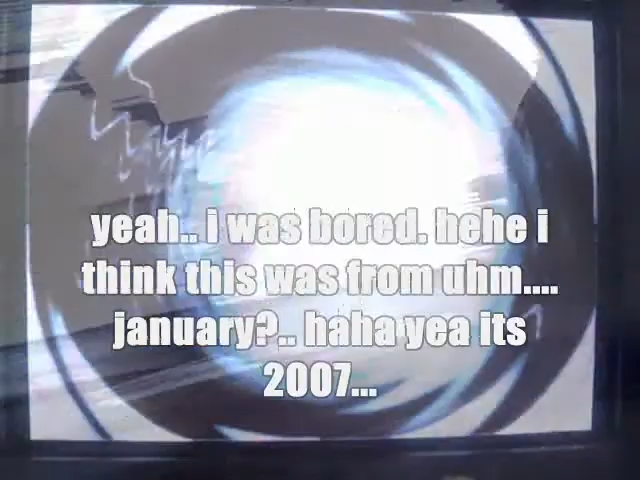 yeah.. i was bored. hehe i
think this was from uhm....
january?.. haha yea its
2007...